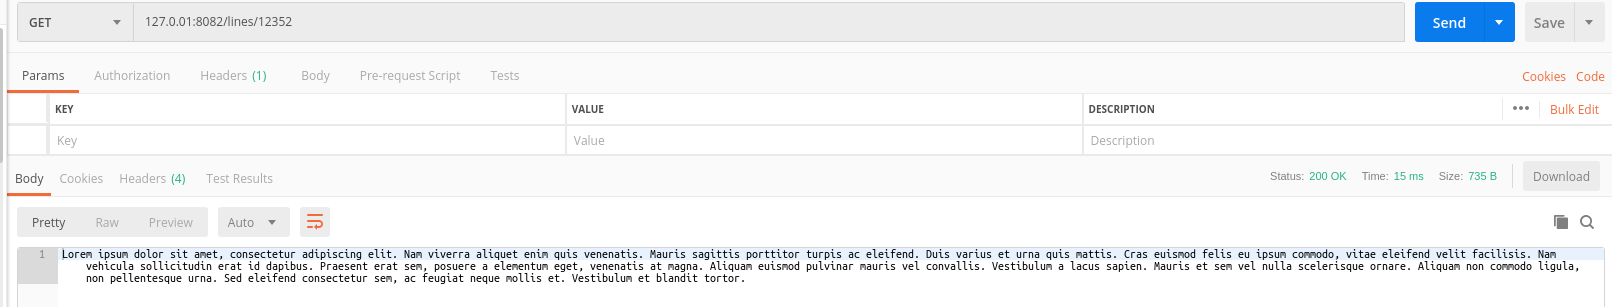 GET 127.0.01:8082/lines/12352 Send Save
Params Authorization Headers (1) Body Pre-request Script Tests Cookies Code
KEY VALUE DESCRIPTION Bulk Edit
Key Value Description
Body Cookies Headers (4) Test Results Status: 200 OK Time: 15 ms Size: 735 B Download
Pretty Raw Preview Auto
1 Lorem ipsum dolor sit amet, consectetur adipiscing elit. Nam viverra aliquet enim quis venenatis. Mauris sagittis porttitor turpis ac eleifend. Duis varius et urna quis mattis. Cras euismod felis eu ipsum commodo, vitae eleifend velit facilisis. Nam
vehicula sollicitudin erat id dapibus. Praesent erat sem, posuere a elementum eget, venenatis at magna. Aliquam euismod pulvinar mauris vel convallis. Vestibulum a lacus sapien. Mauris et sem vel nulla scelerisque ornare. Aliquam non commodo ligula,
non pellentesque urna. Sed eleifend consectetur sem, ac feugiat neque mollis et. Vestibulum et blandit tortor.